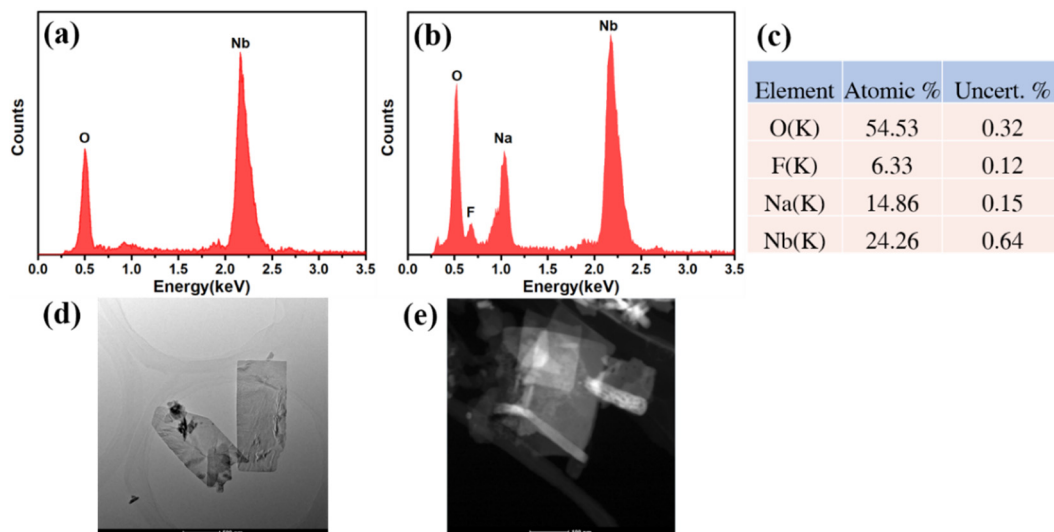 (a)
Nb
O
Counts
0.0 0.5 1.0 1.5 2.0 2.5 3.0 3.5
Energy(keV)
(b)
Nb
O
Na
F
Counts
0.0 0.5 1.0 1.5 2.0 2.5 3.0 3.5
Energy(keV)
(c)
Element Atomic % Uncert. %
O(K) 54.53 0.32
F(K) 6.33 0.12
Na(K) 14.86 0.15
Nb(K) 24.26 0.64
(d)
(e)